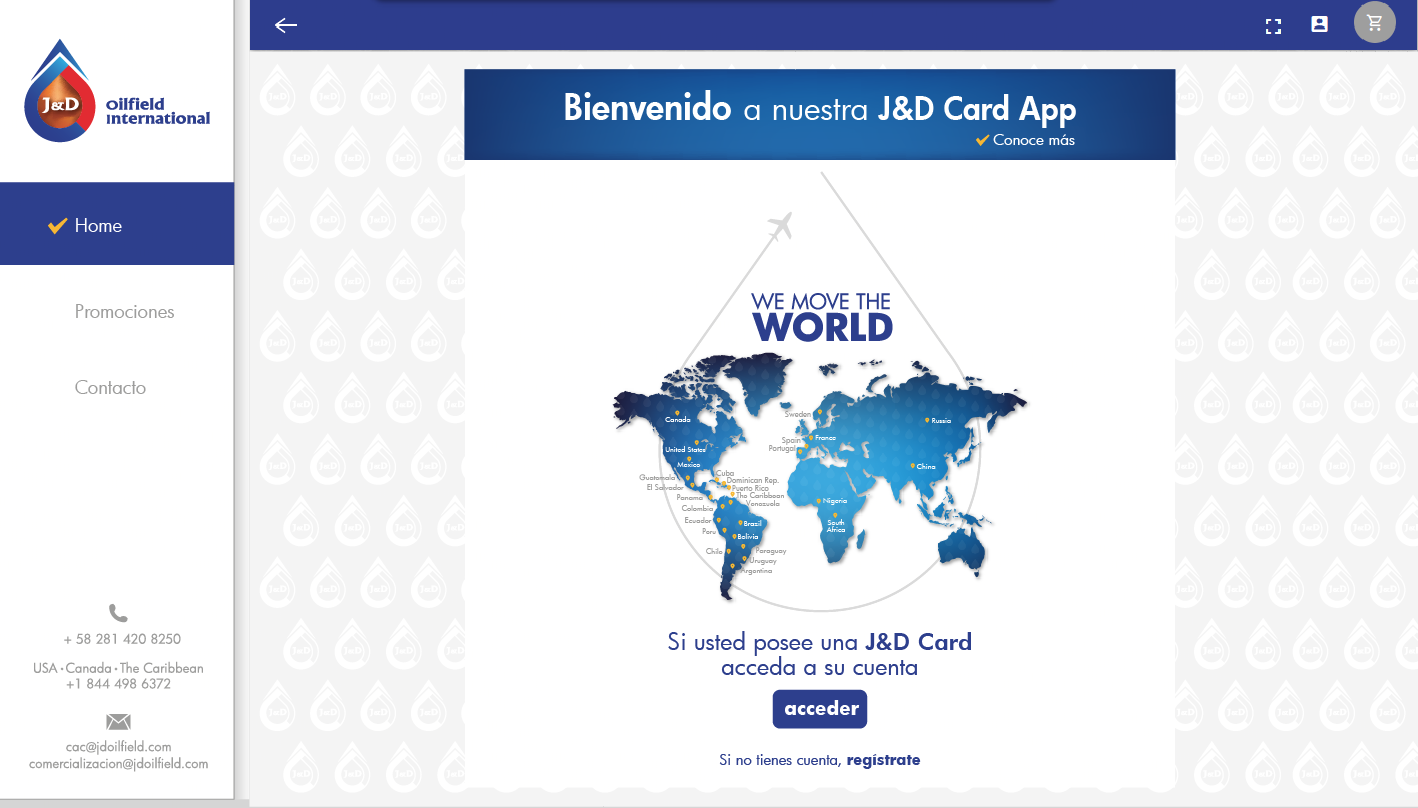 J&D
Oilfield
International
Home
Promociones
Contacto
+ 58 281 420 8250
USA · Canada · The Caribbean
+1 844 498 6372
cac@jdoilfield.com
comercializacion@jdoilfield.com
Bienvenido a nuestra J&D Card App
Conoce más
WE MOVE THE
WORLD
Canada
United States
Mexico
Guatemala
El Salvador
Panama
Colombia
Ecuador
Peru
Chile
Cuba
Dominican Rep.
Puerto Rico
The Caribbean
Venezuela
Brazil
Bolivia
Paraguay
Uruguay
Argentina
Sweden
Spain
Portugal
France
Russia
China
Nigeria
South
Africa
Si usted posee una J&D Card
acceda a su cuenta
acceder
Si no tienes cuenta, regístrate